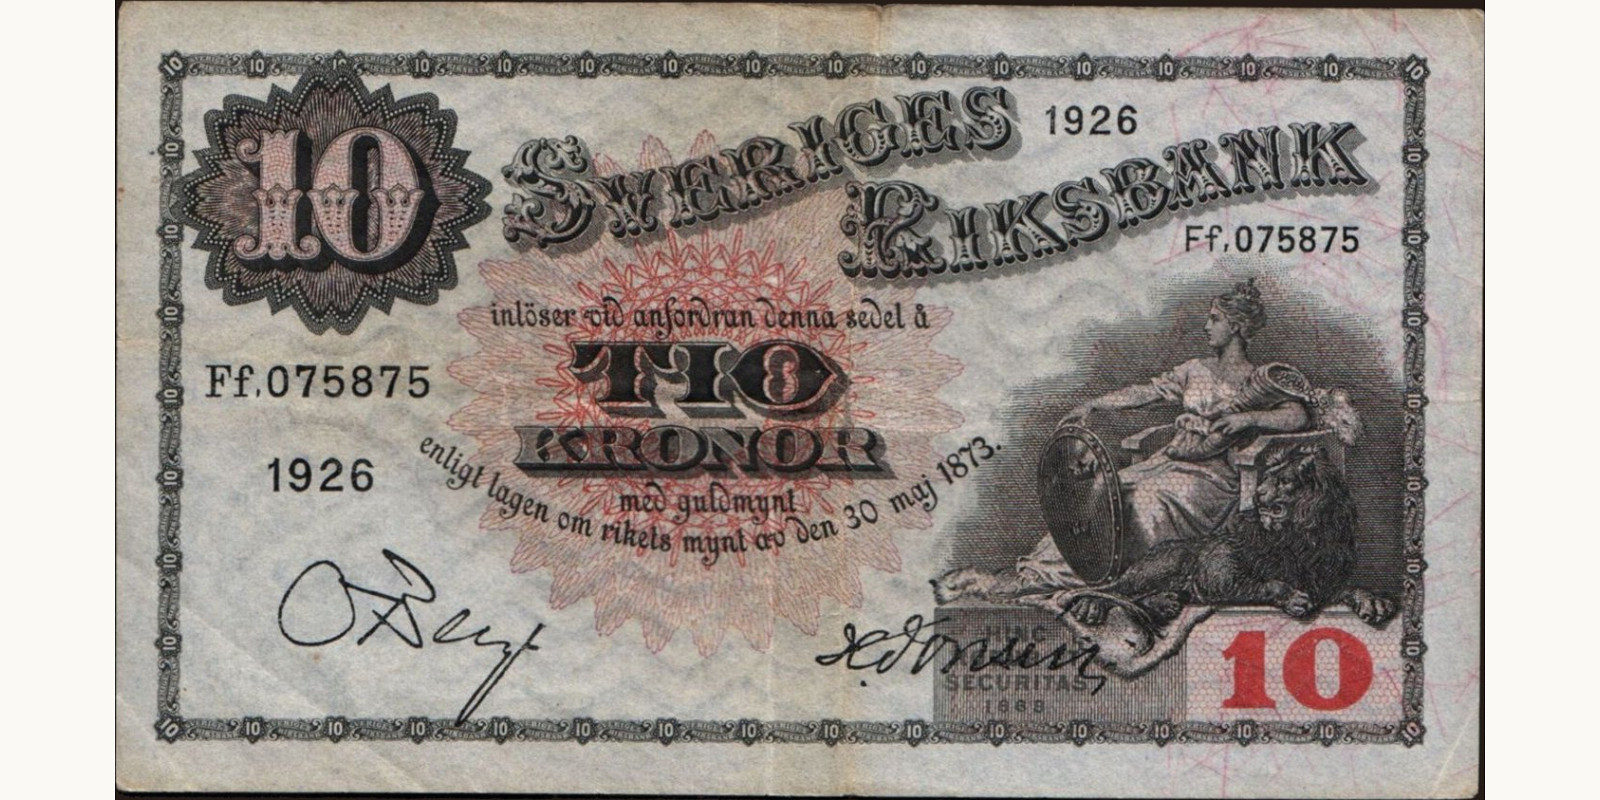 10
SVERIGES
1926
RIKSBANK
Ff,075875
inlöser vid anfordran denna sedel å
TIO
KRONOR
med guldmynt
enligt lagen om rikets mynt av den 30 maj 1873.
Ff,075875
1926
HINC
SECURITAS
1668
10